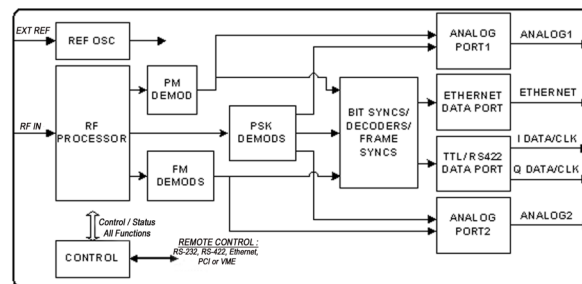 EXT REF
REF OSC
RF IN
RF
PROCESSOR
PM
DEMOD
PSK
DEMODS
FM
DEMODS
BIT SYNCS/
DECODERS/
FRAME
SYNCS
ANALOG
PORT1
ANALOG1
ETHERNET
DATA PORT
ETHERNET
TTL/RS422
DATA PORT
I DATA/CLK
Q DATA/CLK
ANALOG
PORT2
ANALOG2
Control / Status
All Functions
CONTROL
REMOTE CONTROL :
RS-232, RS-422, Ethernet,
PCI or VME